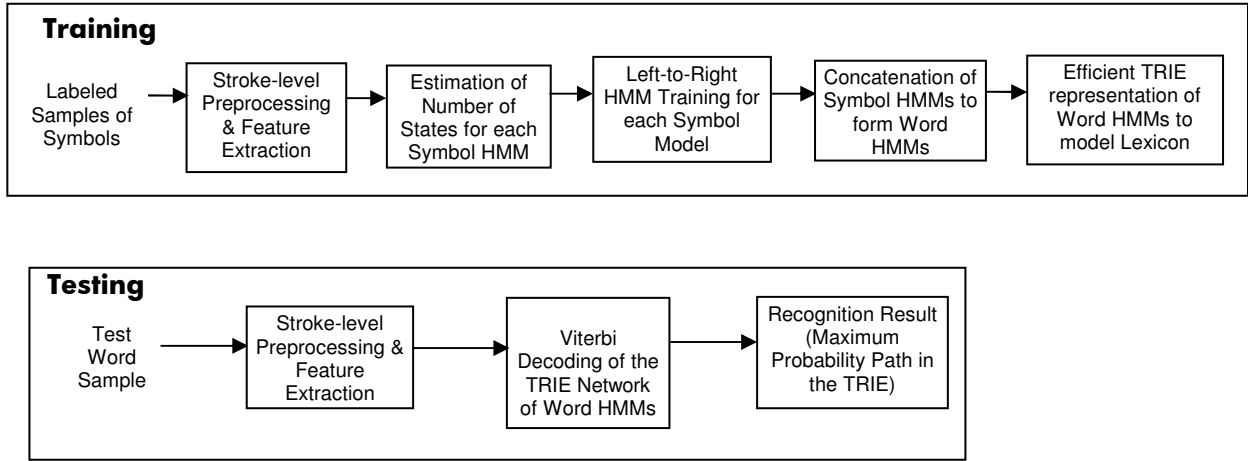 Training
Labeled
Samples of
Symbols
Stroke-level
Preprocessing
& Feature
Extraction
Estimation of
Number of
States for each
Symbol HMM
Left-to-Right
HMM Training for
each Symbol
Model
Concatenation of
Symbol HMMs to
form Word
HMMs
Efficient TRIE
representation of
Word HMMs to
model Lexicon
Testing
Test
Word
Sample
Stroke-level
Preprocessing &
Feature
Extraction
Viterbi
Decoding of the
TRIE Network
of Word HMMs
Recognition Result
(Maximum
Probability Path in
the TRIE)